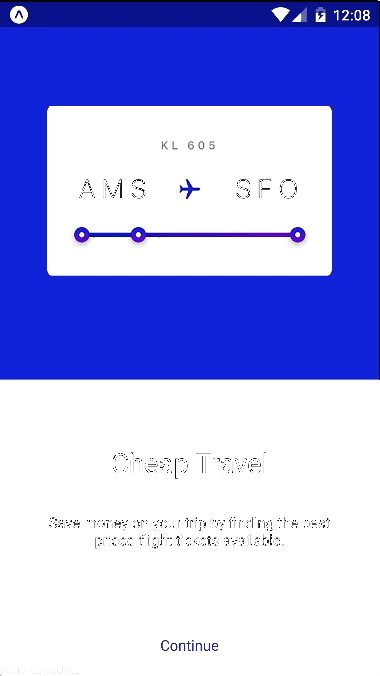 12:08
KL 605
AMS SFO
Cheap Travel
Save money on your trip by finding the best
priced flight tickets available.
Continue